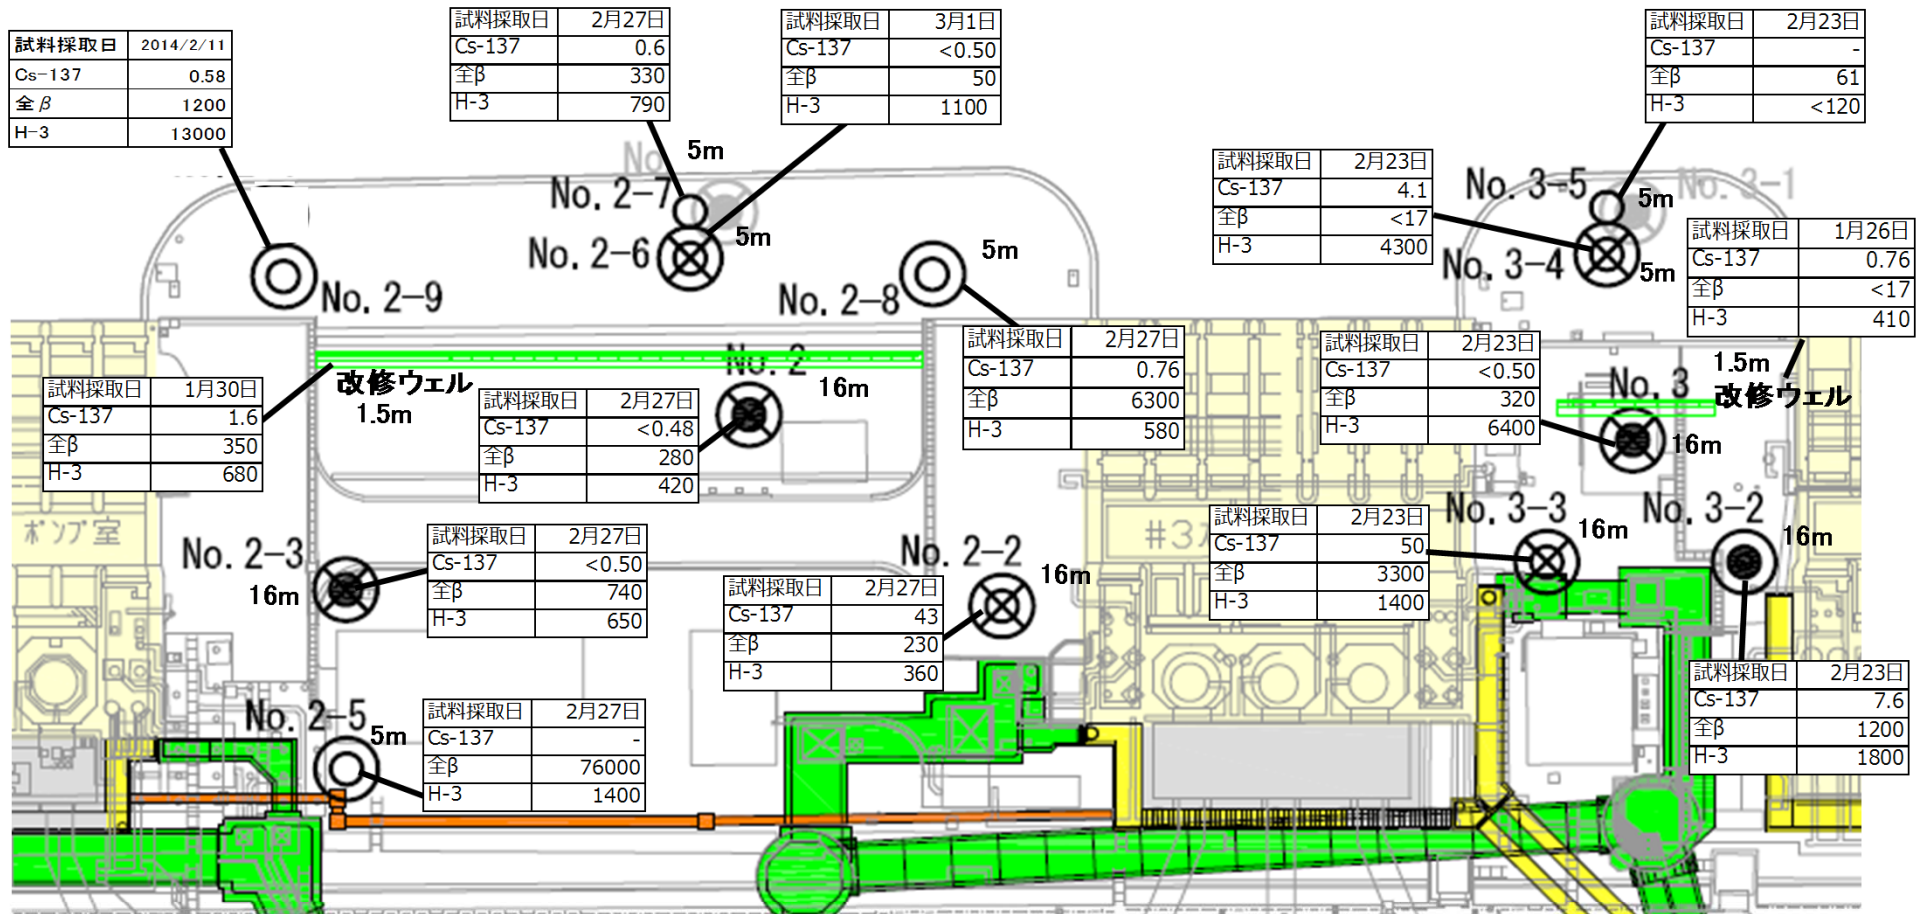 試料採取日 2014/2/11
Cs-137 0.58
全β 1200
H-3 13000
試料採取日 2月27日
Cs-137 0.6
全β 330
H-3 790
試料採取日 3月1日
Cs-137 <0.50
全β 50
H-3 1100
試料採取日 2月23日
Cs-137 -
全β 61
H-3 <120
No
5m
No. 2-7
5m
No. 2-6
No. 2-9
5m
No. 2-8
試料採取日 2月23日
Cs-137 4.1
全β <17
H-3 4300
No. 3-5
5m
No. 3-1
No. 3-4
5m
試料採取日 1月26日
Cs-137 0.76
全β <17
H-3 410
1.5m
改修ウェル
試料採取日 1月30日
Cs-137 1.6
全β 350
H-3 680
改修ウェル
1.5m
No. 2
16m
試料採取日 2月27日
Cs-137 <0.48
全β 280
H-3 420
試料採取日 2月27日
Cs-137 0.76
全β 6300
H-3 580
試料採取日 2月23日
Cs-137 <0.50
全β 320
H-3 6400
No. 3
16m
ポンプ室
No. 2-3
16m
試料採取日 2月27日
Cs-137 <0.50
全β 740
H-3 650
No. 2-2
16m
試料採取日 2月27日
Cs-137 43
全β 230
H-3 360
#3
試料採取日 2月23日
Cs-137 50
全β 3300
H-3 1400
No. 3-3
16m
No. 3-2
16m
試料採取日 2月23日
Cs-137 7.6
全β 1200
H-3 1800
No. 2-5
5m
試料採取日 2月27日
Cs-137 -
全β 76000
H-3 1400